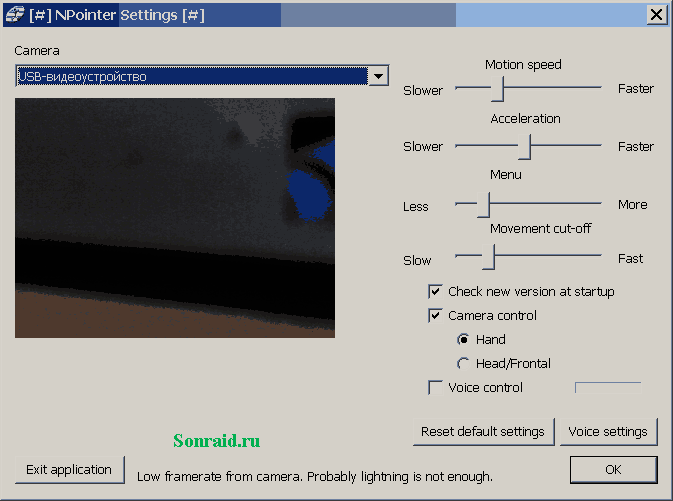 [#] NPointer Settings [#]
Camera
USB-видеоустройство
Motion speed
Slower Faster
Acceleration
Slower Faster
Menu
Less More
Movement cut-off
Slow Fast
Check new version at startup
Camera control
Hand
Head/Frontal
Voice control
Sonraid.ru
Reset default settings Voice settings
Exit application
Low framerate from camera. Probably lightning is not enough.
OK